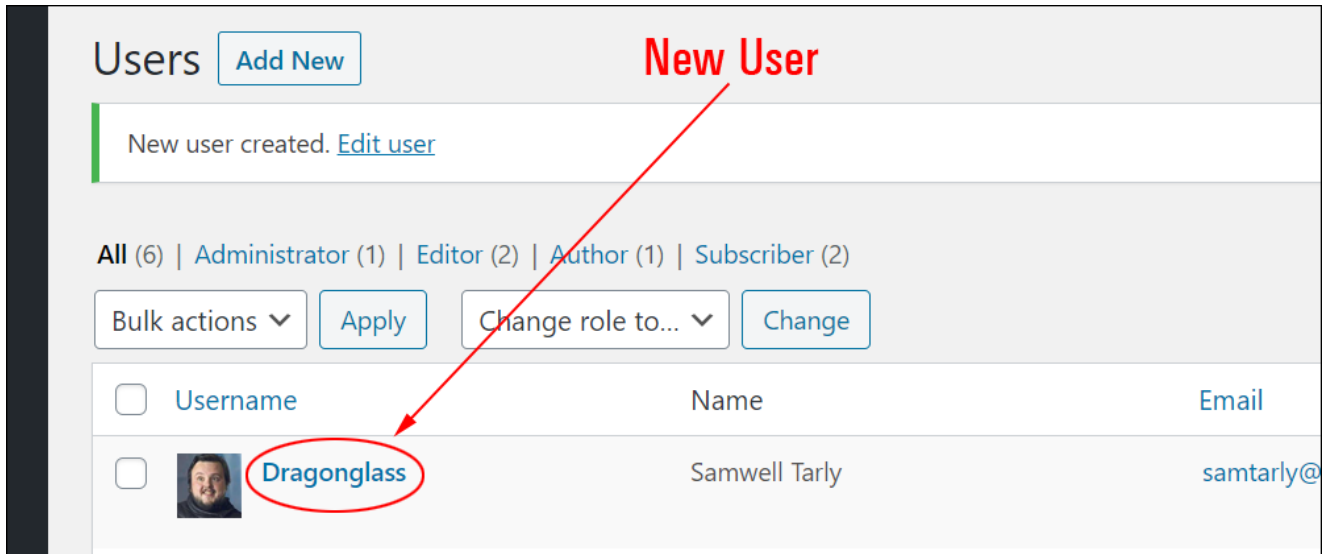 Users Add New New User
New user created. Edit user
All (6) | Administrator (1) | Editor (2) | Author (1) | Subscriber (2)
Bulk actions Apply Change role to... Change
Username Name Email
Dragonglass Samwell Tarly samtarly@